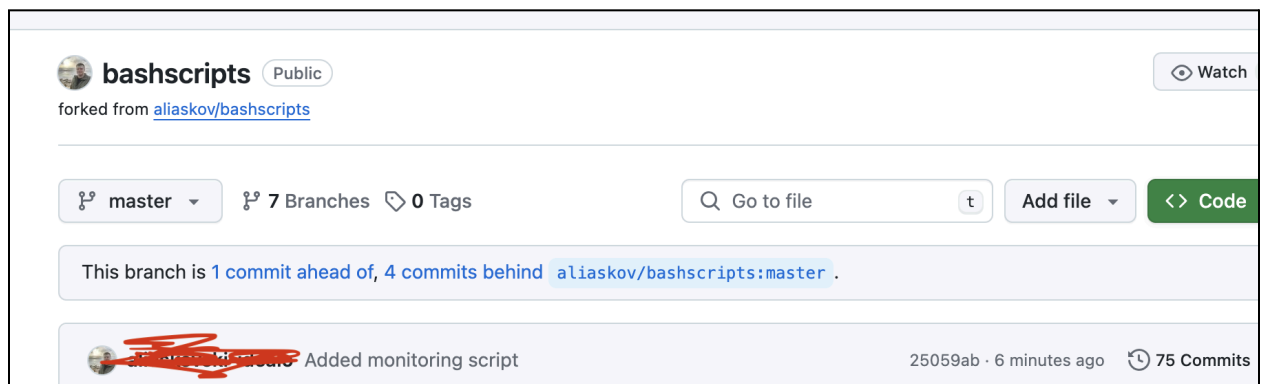 bashscripts Public Watch
forked from aliaskov/bashscripts
master 7 Branches 0 Tags Go to file t Add file Code
This branch is 1 commit ahead of, 4 commits behind aliaskov/bashscripts:master .
Added monitoring script 25059ab · 6 minutes ago 75 Commits